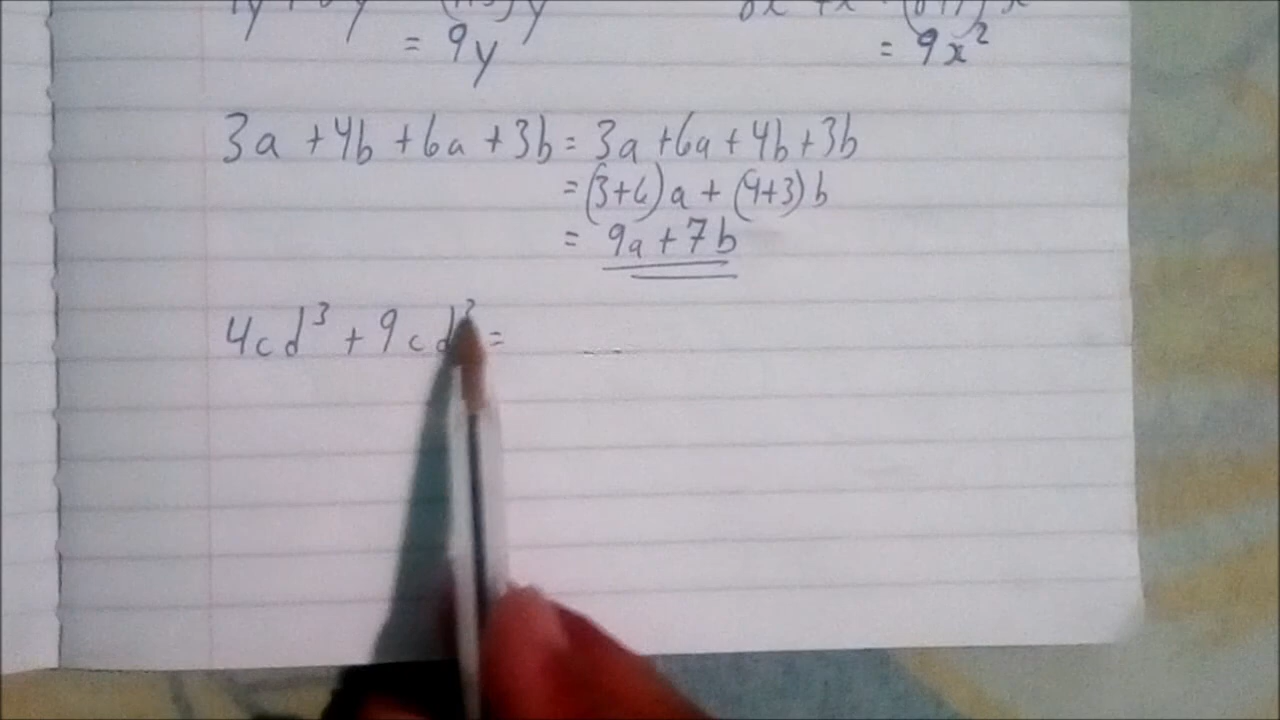 = 9y
= 9x²
3a + 4b + 6a + 3b = 3a + 6a + 4b + 3b
= (3+6)a + (4+3)b
= 9a + 7b
4cd³ + 9cd³ =